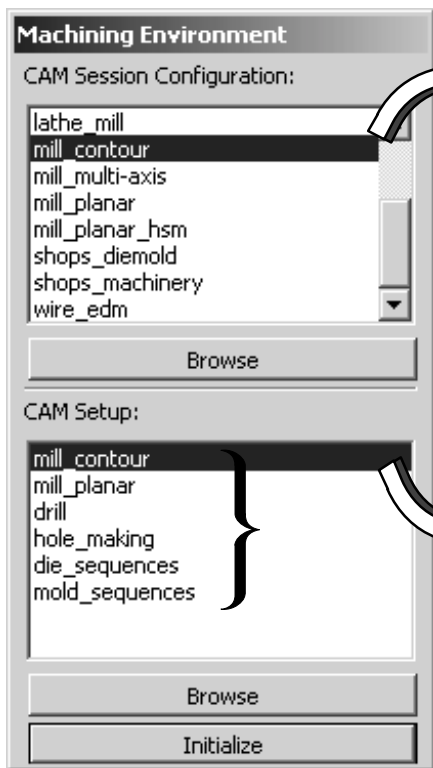 Machining Environment
CAM Session Configuration:
lathe_mill
mill_contour
mill_multi-axis
mill_planar
mill_planar_hsm
shops_diemold
shops_machinery
wire_edm
Browse
CAM Setup:
mill_contour
mill_planar
drill
hole_making
die_sequences
mold_sequences
Browse
Initialize